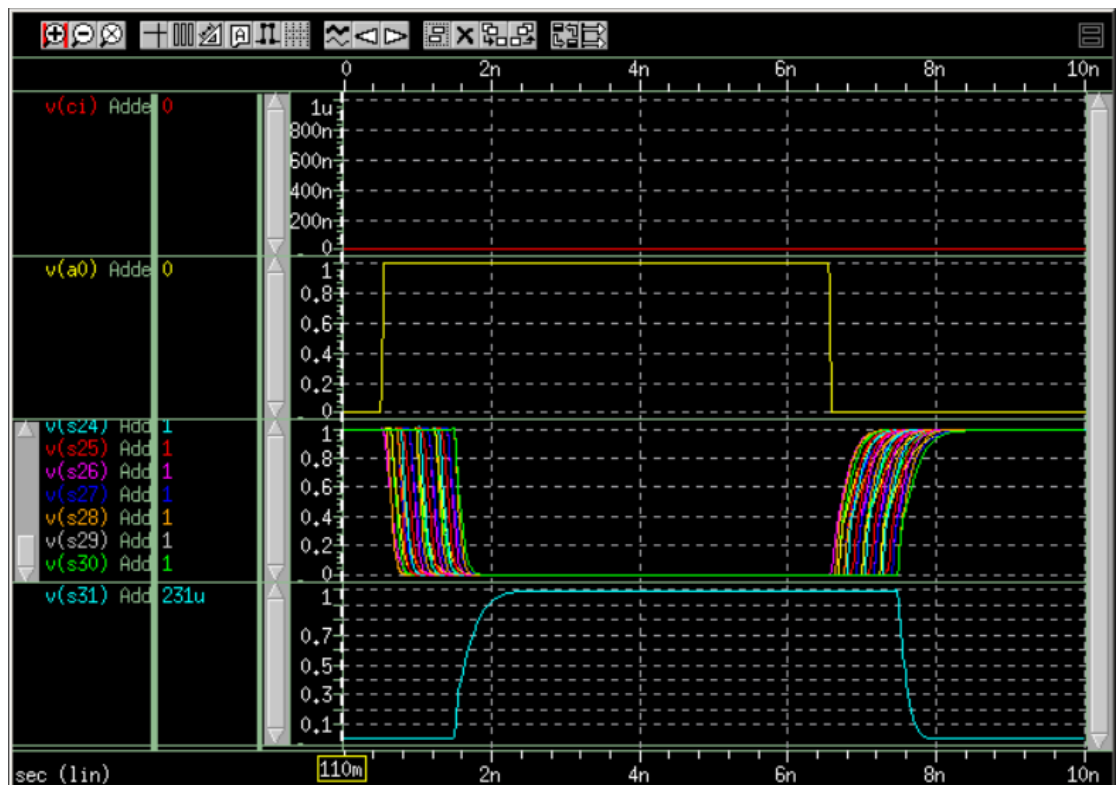 A
0 2n 4n 6n 8n 10n
v(ci) Adde 0
1u
800n
600n
400n
200n
0
v(a0) Adde 0
1
0.8
0.6
0.4
0.2
0
v(s24) Add 1
v(s25) Add 1
v(s26) Add 1
v(s27) Add 1
v(s28) Add 1
v(s29) Add 1
v(s30) Add 1
1
0.8
0.6
0.4
0.2
0
v(s31) Add 231u
1
0.7
0.5
0.3
0.1
sec (lin) 110m 2n 4n 6n 8n 10n